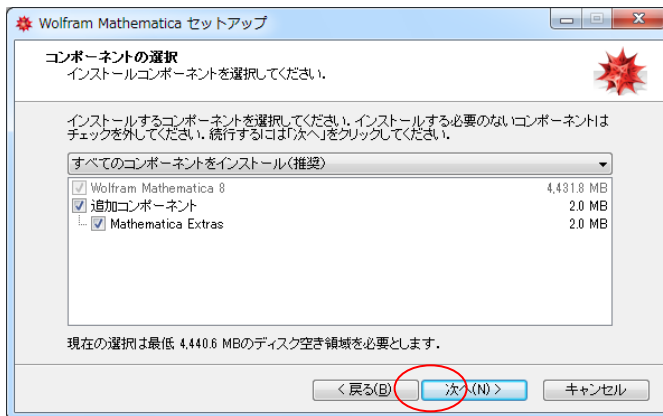 Wolfram Mathematica セットアップ
コンポーネントの選択
インストールコンポーネントを選択してください.
インストールするコンポーネントを選択してください. インストールする必要のないコンポーネントは
チェックを外してください. 続行するには「次へ」をクリックしてください.
すべてのコンポーネントをインストール(推奨)
Wolfram Mathematica 8 4,431.8 MB
追加コンポーネント 2.0 MB
Mathematica Extras 2.0 MB
現在の選択は最低 4,440.6 MBのディスク空き領域を必要とします.
< 戻る(B) 次へ(N) > キャンセル